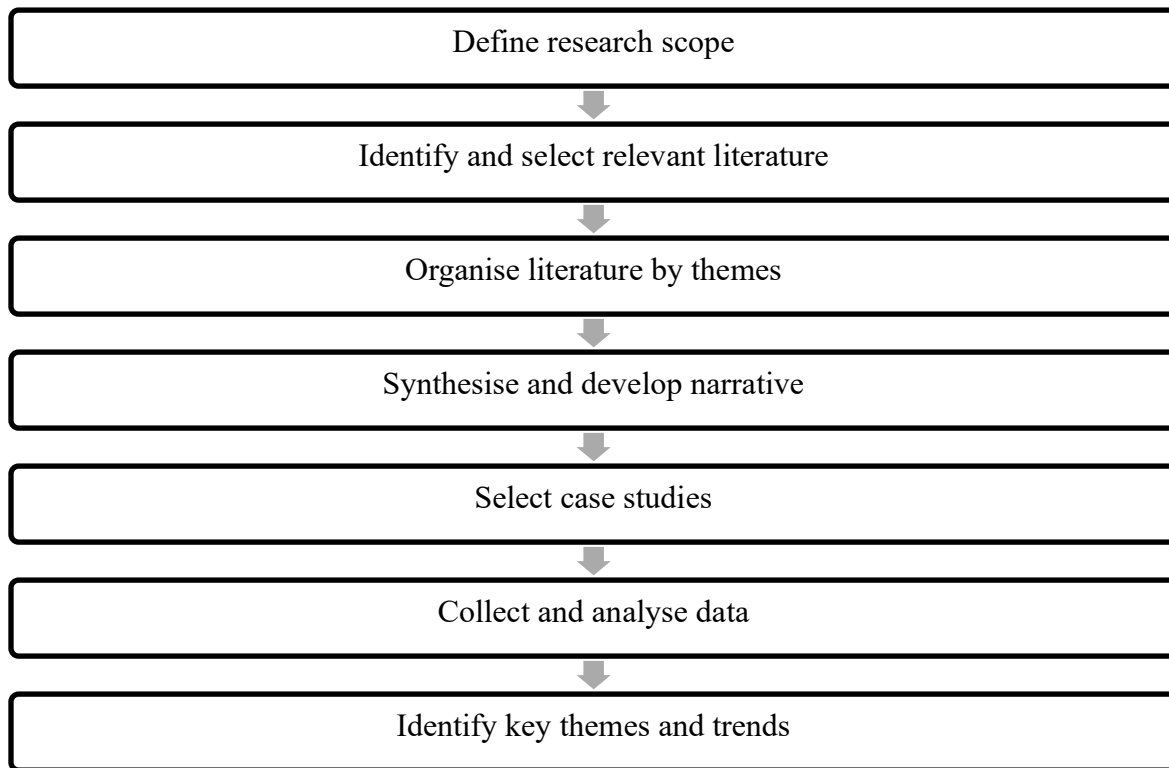 Define research scope
Identify and select relevant literature
Organise literature by themes
Synthesise and develop narrative
Select case studies
Collect and analyse data
Identify key themes and trends